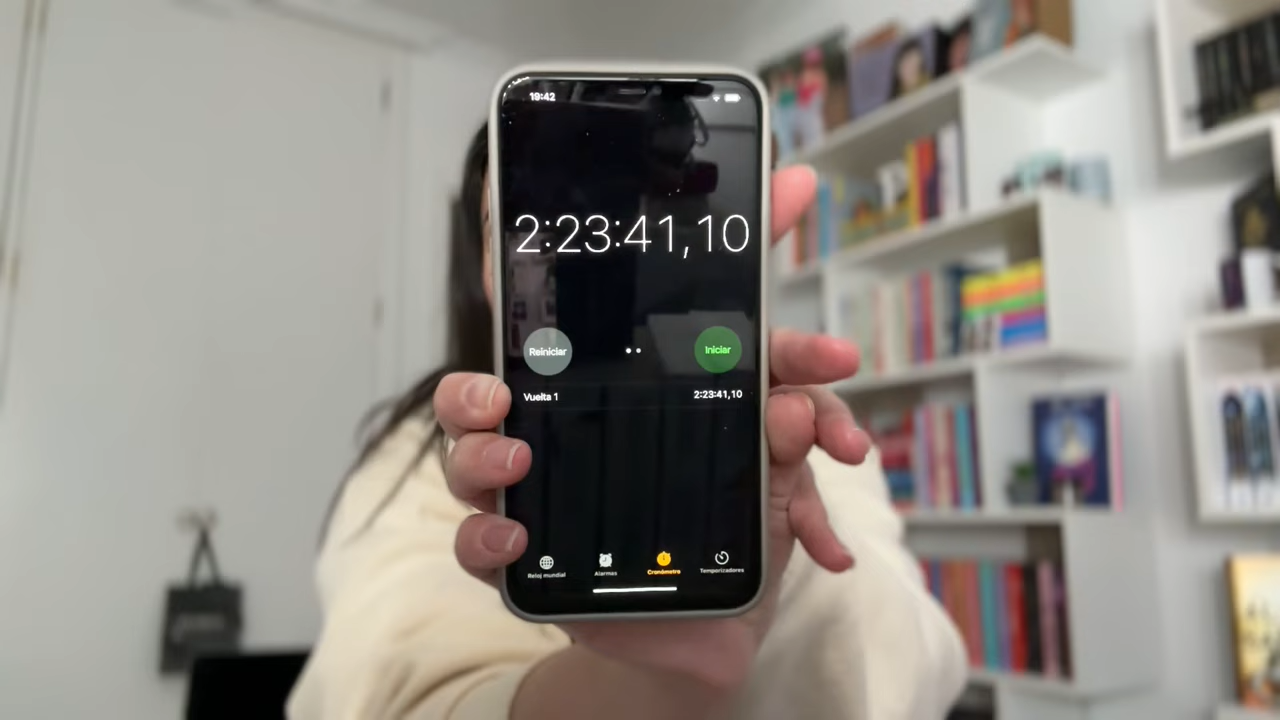 19:42
2:23:41,10
Reiniciar
Iniciar
Vuelta 1 2:23:41,10
Reloj mundial Alarmas Cronómetro Temporizadores